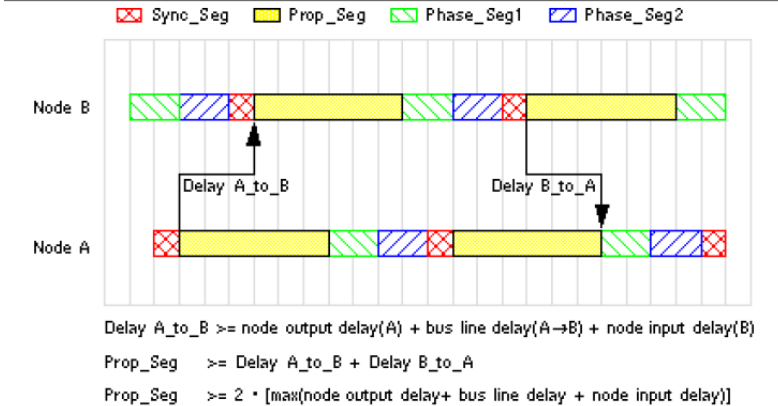 Sync_Seg Prop_Seg Phase_Seg1 Phase_Seg2
Node B
Delay A_to_B Delay B_to_A
Node A
Delay A_to_B >= node output delay(A) + bus line delay(A→B) + node input delay(B)
Prop_Seg >= Delay A_to_B + Delay B_to_A
Prop_Seg >= 2 • [max(node output delay+ bus line delay + node input delay)]